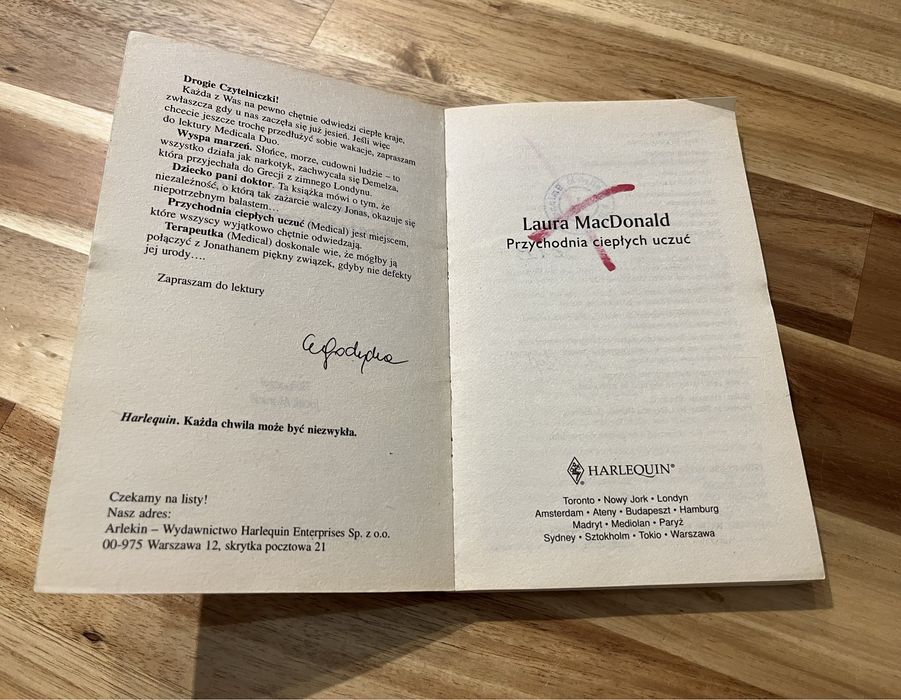 Drogie Czytelniczki!
Każda z Was na pewno chętnie odwiedzi ciepłe kraje,
zwłaszcza gdy u nas zaczęła się już jesień. Jeśli więc
chcecie jeszcze trochę przedłużyć sobie wakacje, zapraszam
do lektury Medicala Duo.
Wyspa marzeń. Słońce, morze, cudowni ludzie – to
wszystko działa jak narkotyk, zachwycała się Demelza,
która przyjechała do Grecji z zimnego Londynu.
Dziecko pani doktor. Ta książka mówi o tym, że
niezależność, o którą tak zażarcie walczy Jonas, okazuje się
niepotrzebnym balastem…
Przychodnia ciepłych uczuć (Medical) jest miejscem,
które wszyscy wyjątkowo chętnie odwiedzają.
Terapeutka (Medical) doskonale wie, że mógłby ją
połączyć z Jonathanem piękny związek, gdyby nie defekty
jej urody….
Zapraszam do lektury
Harlequin. Każda chwila może być niezwykła.
Czekamy na listy!
Nasz adres:
Arlekin – Wydawnictwo Harlequin Enterprises Sp. z o.o.
00-975 Warszawa 12, skrytka pocztowa 21
Laura MacDonald
Przychodnia ciepłych uczuć
HARLEQUIN®
Toronto • Nowy Jork • Londyn
Amsterdam • Ateny • Budapeszt • Hamburg
Madryt • Mediolan • Paryż
Sydney • Sztokholm • Tokio • Warszawa